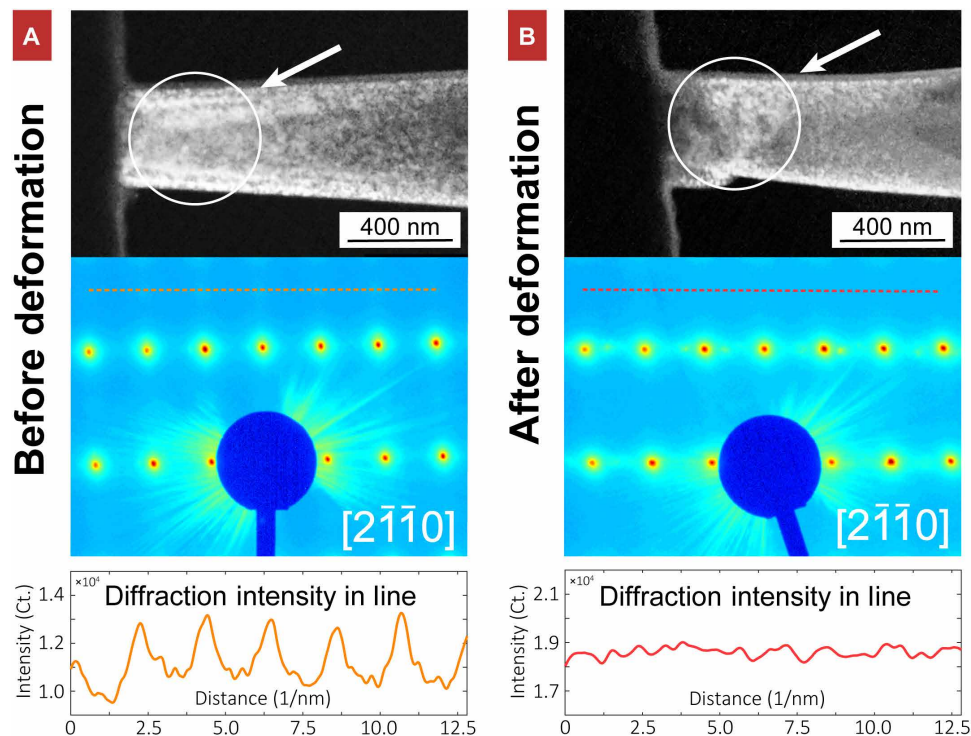 A
Before deformation
400 nm
[21̄1̄0]
×10⁴
Diffraction intensity in line
Intensity (Ct.)
1.4
1.2
1.0
Distance (1/nm)
0 2.5 5.0 7.5 10.0 12.5
B
After deformation
400 nm
[21̄1̄0]
×10⁴
Diffraction intensity in line
Intensity (Ct.)
2.1
1.9
1.7
Distance (1/nm)
0 2.5 5.0 7.5 10.0 12.5